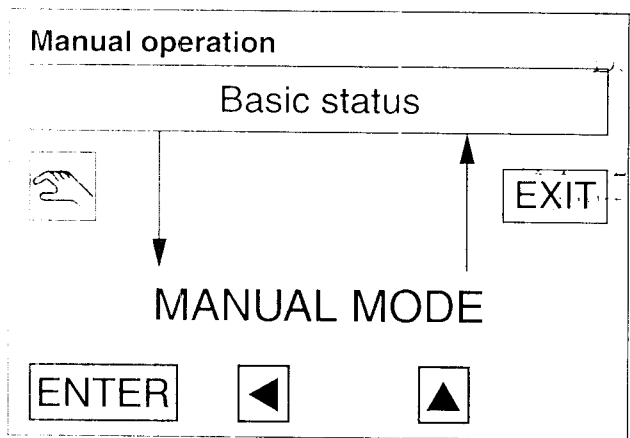 Manual operation
Basic status
EXIT
MANUAL MODE
ENTER